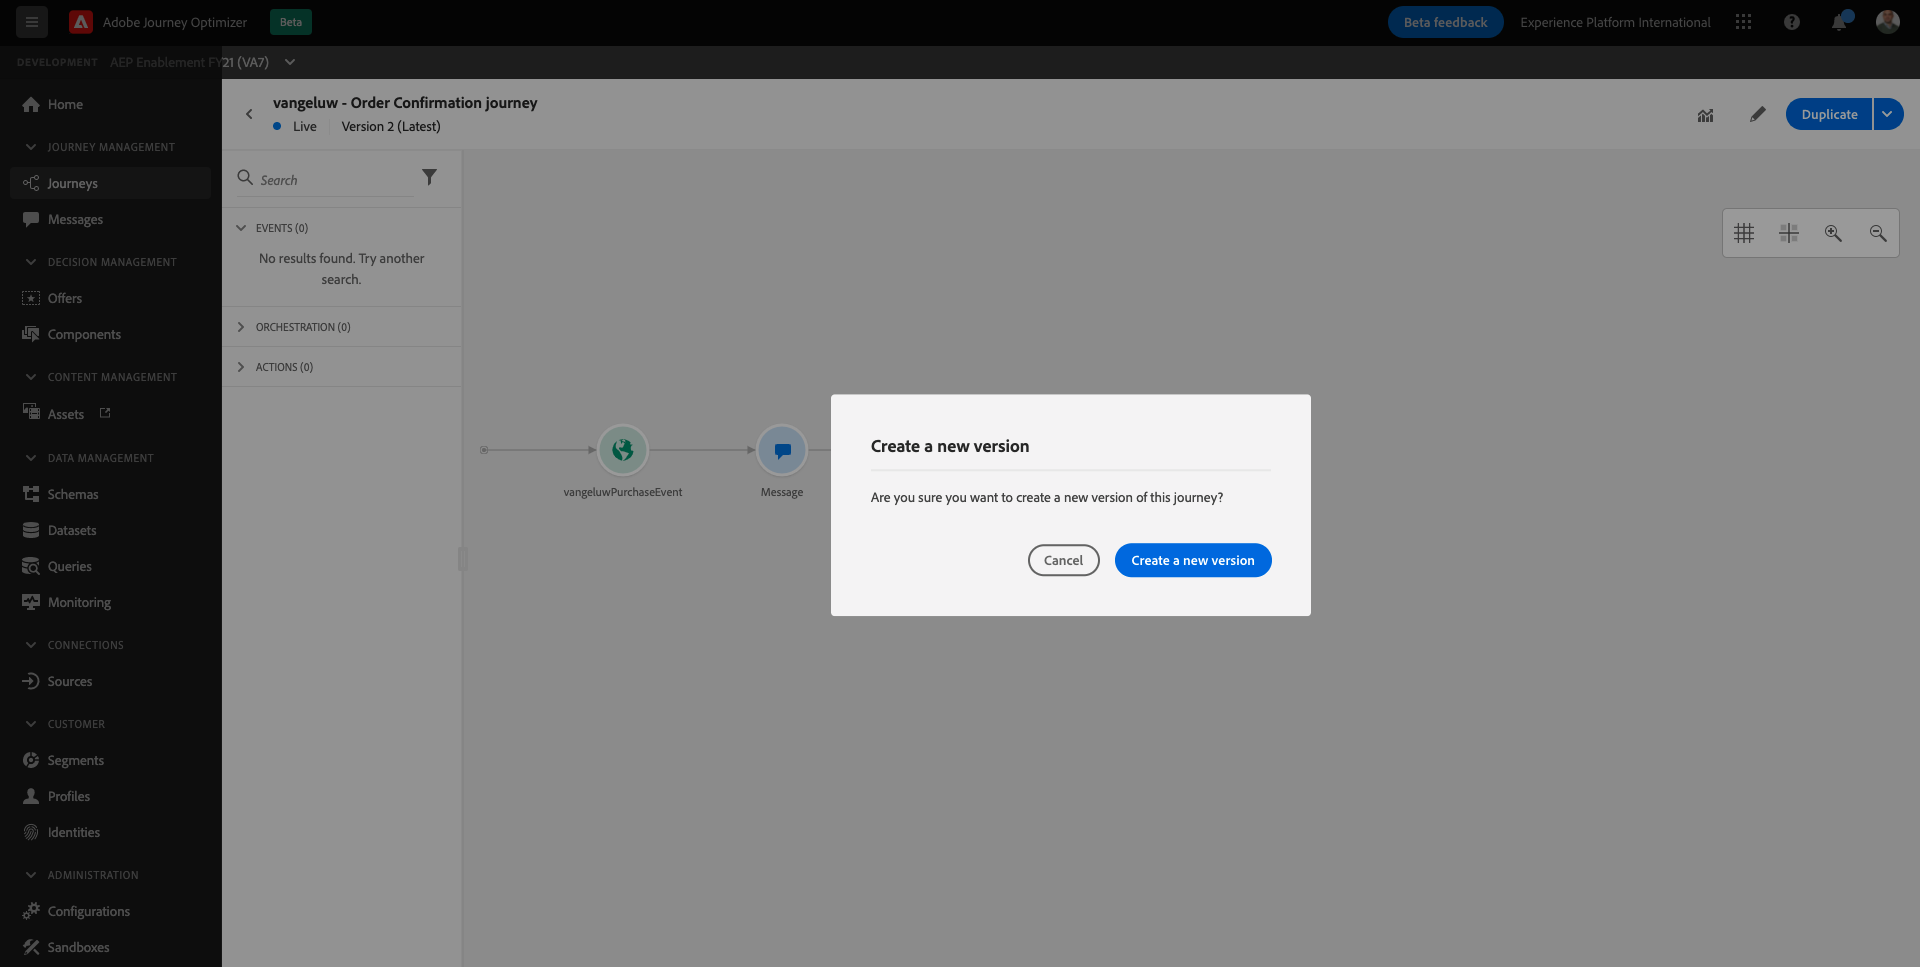 Adobe Journey Optimizer
Beta
Beta feedback
Experience Platform International
DEVELOPMENT
AEP Enablement FY21 (VA7)
Home
JOURNEY MANAGEMENT
Journeys
Messages
DECISION MANAGEMENT
Offers
Components
CONTENT MANAGEMENT
Assets
DATA MANAGEMENT
Schemas
Datasets
Queries
Monitoring
CONNECTIONS
Sources
CUSTOMER
Segments
Profiles
Identities
ADMINISTRATION
Configurations
Sandboxes
vangeluw - Order Confirmation journey
Live
Version 2 (Latest)
Duplicate
Search
EVENTS (0)
No results found. Try another
search.
ORCHESTRATION (0)
ACTIONS (0)
vangeluwPurchaseEvent
Message
Create a new version
Are you sure you want to create a new version of this journey?
Cancel
Create a new version